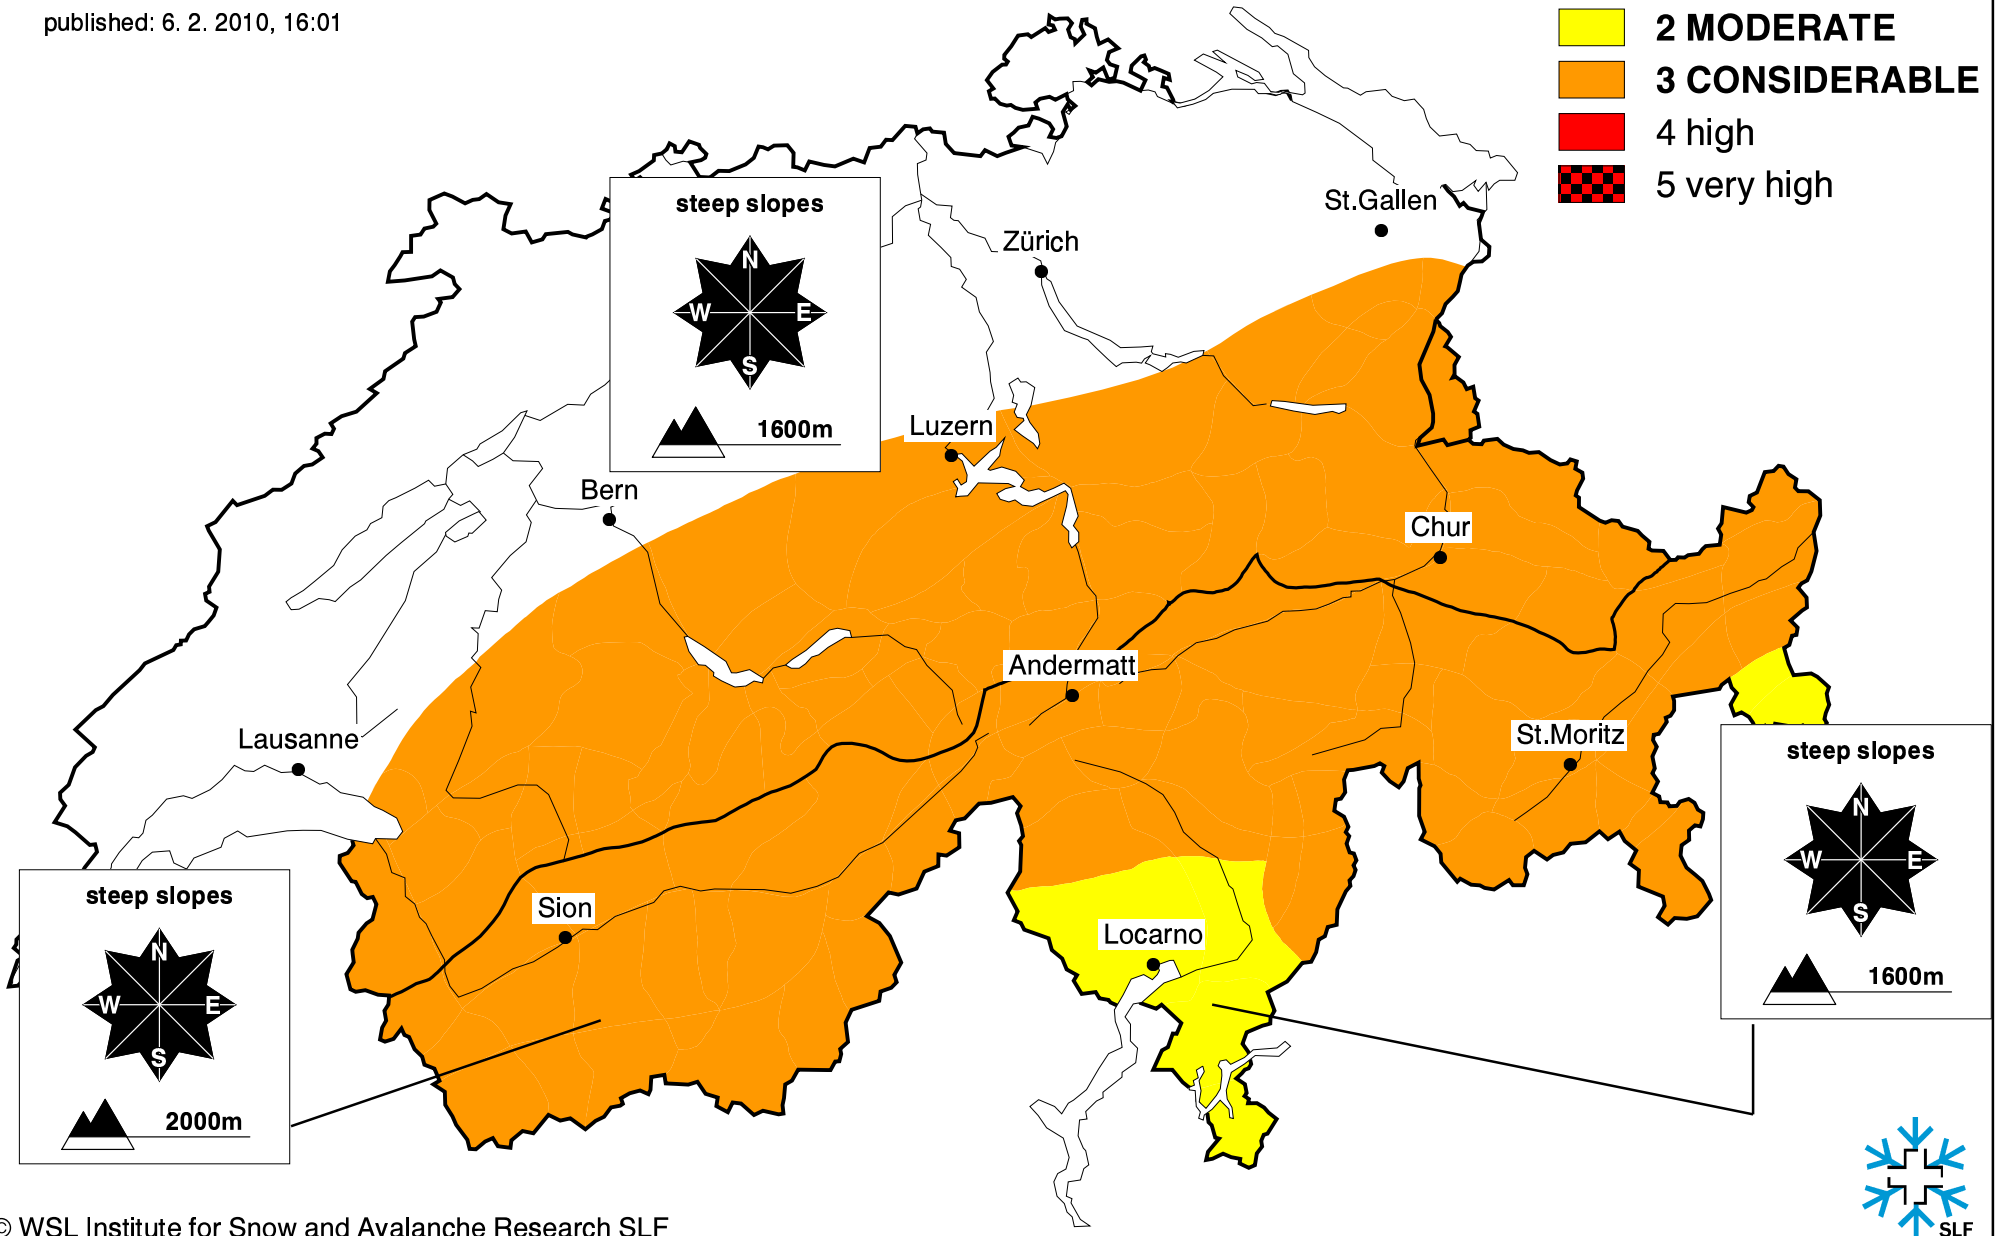 published: 6. 2. 2010, 16:01
2 MODERATE
3 CONSIDERABLE
4 high
5 very high
steep slopes
N
W
E
S
1600m
St.Gallen
Zürich
Luzern
Bern
Chur
Andermatt
Lausanne
St.Moritz
steep slopes
N
W
E
S
1600m
steep slopes
N
W
E
S
2000m
Sion
Locarno
© WSL Institute for Snow and Avalanche Research SLF
SLF